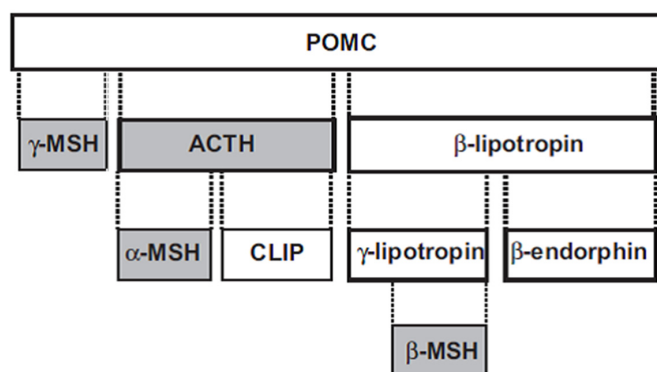 POMC
γ-MSH
ACTH
β-lipotropin
α-MSH
CLIP
γ-lipotropin
β-endorphin
β-MSH